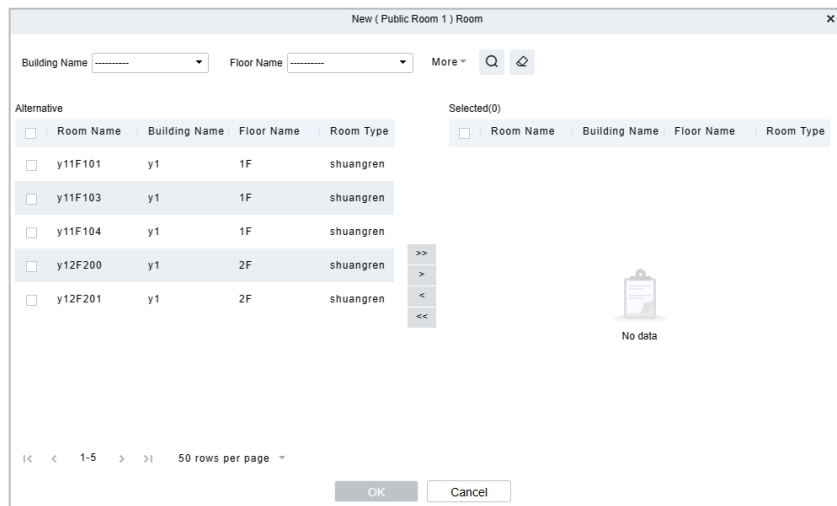 New ( Public Room 1 ) Room ×
Building Name ---------- Floor Name ---------- More
Alternative Selected(0)
Room Name Building Name Floor Name Room Type Room Name Building Name Floor Name Room Type
y11F101 y1 1F shuangren
y11F103 y1 1F shuangren
y11F104 y1 1F shuangren
y12F200 y1 2F shuangren
y12F201 y1 2F shuangren
>>
>
<
<<
No data
|< < 1-5 > >| 50 rows per page
OK Cancel